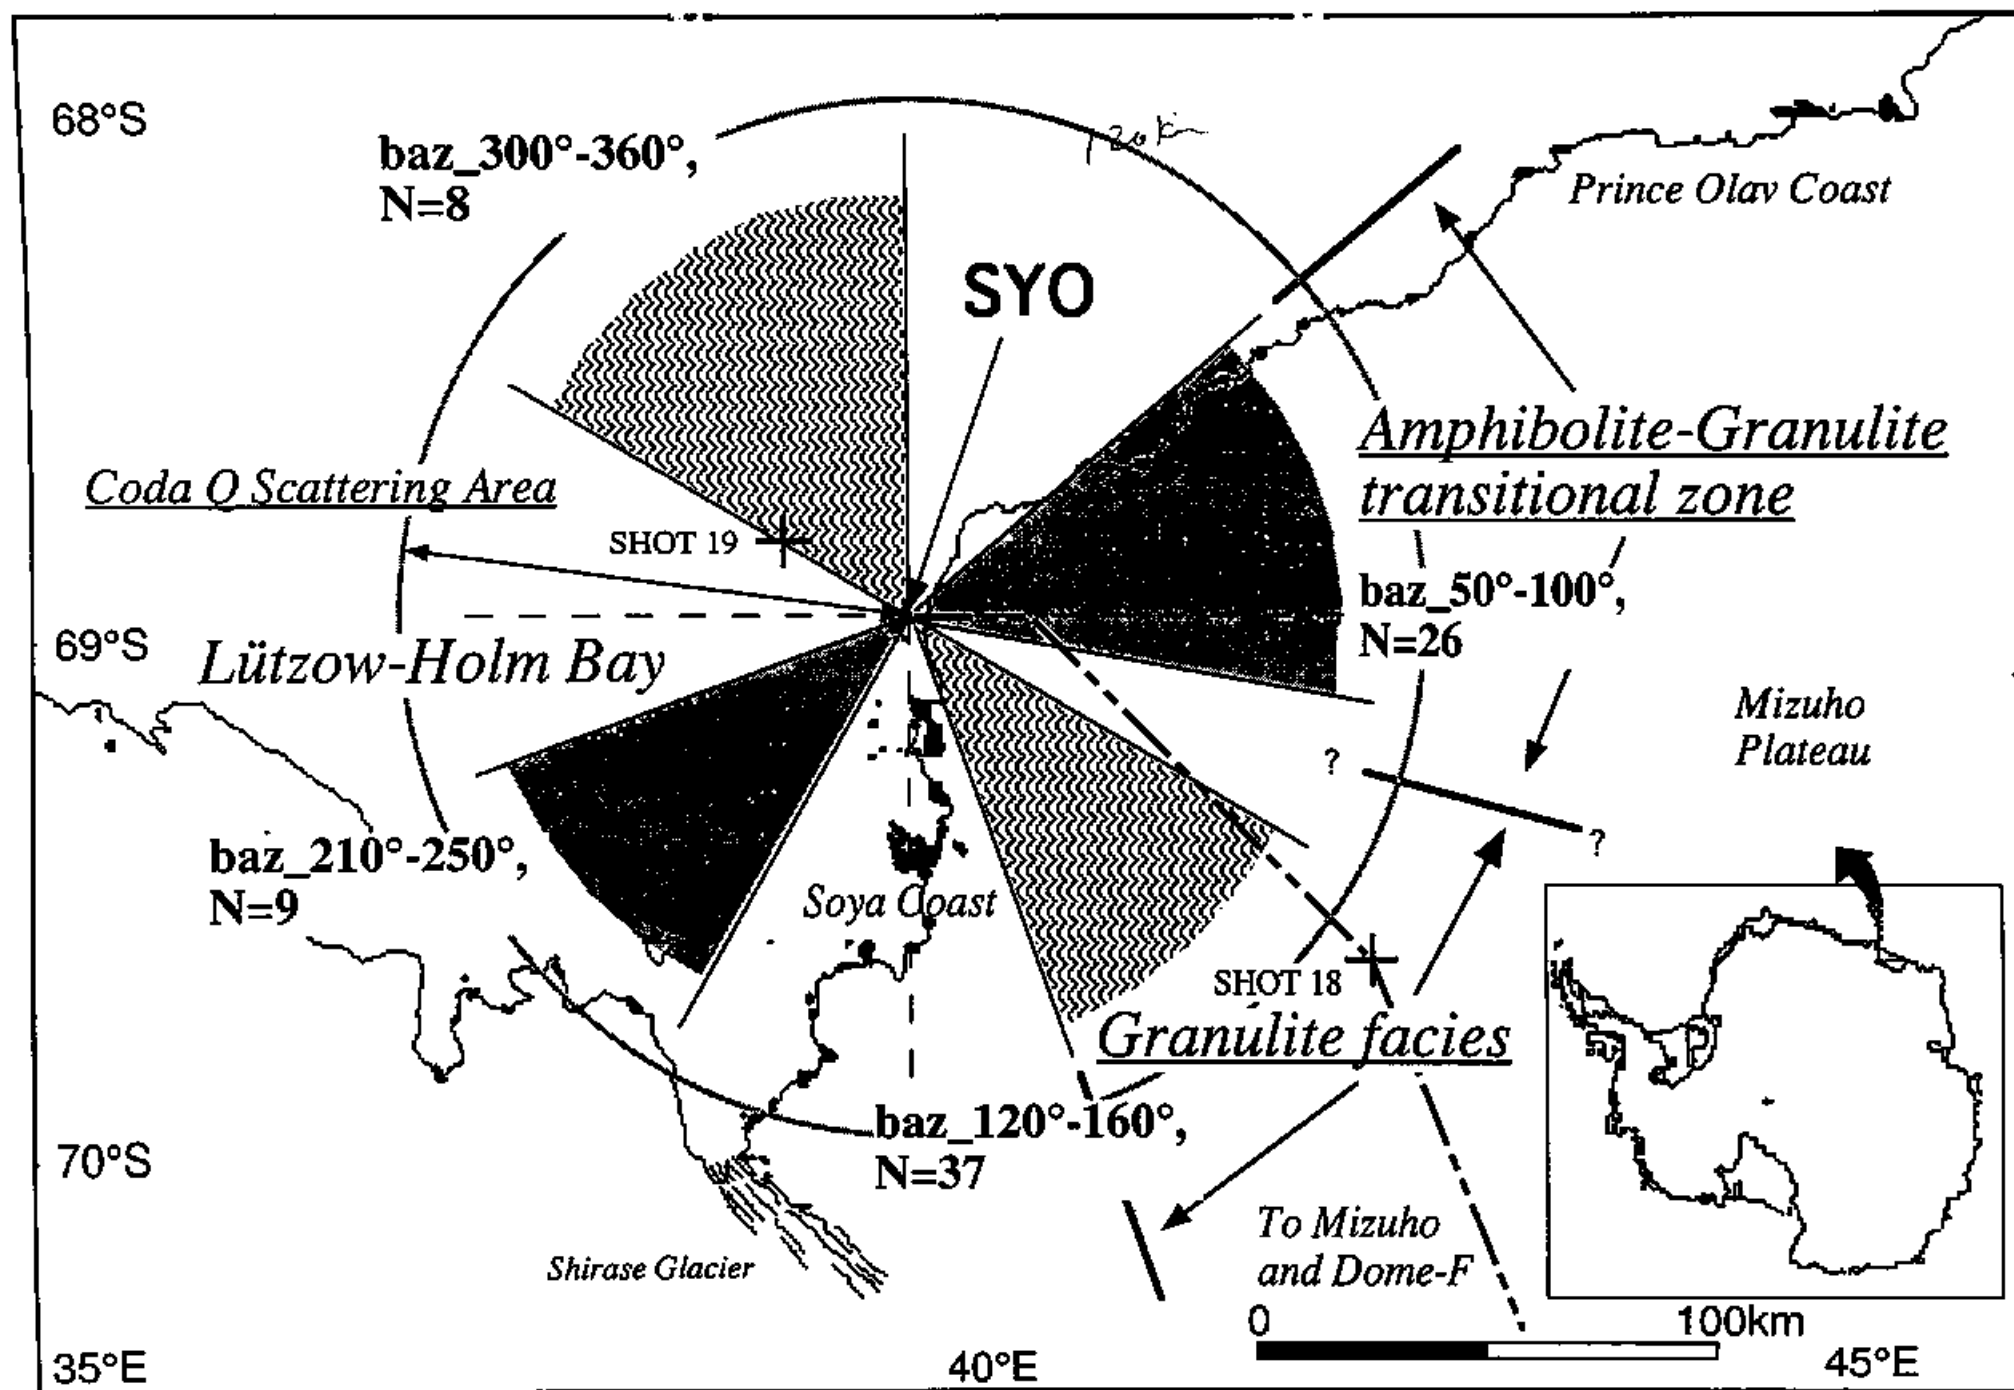 68°S
baz_300°-360°,
N=8
Prince Olav Coast
SYO
Amphibolite-Granulite
transitional zone
Coda Q Scattering Area
SHOT 19
baz_50°-100°,
N=26
69°S
Lützow-Holm Bay
Mizuho
Plateau
?
?
baz_210°-250°,
N=9
Soya Coast
SHOT 18
Granulite facies
baz_120°-160°,
N=37
70°S
To Mizuho
and Dome-F
Shirase Glacier
0
100km
35°E
40°E
45°E